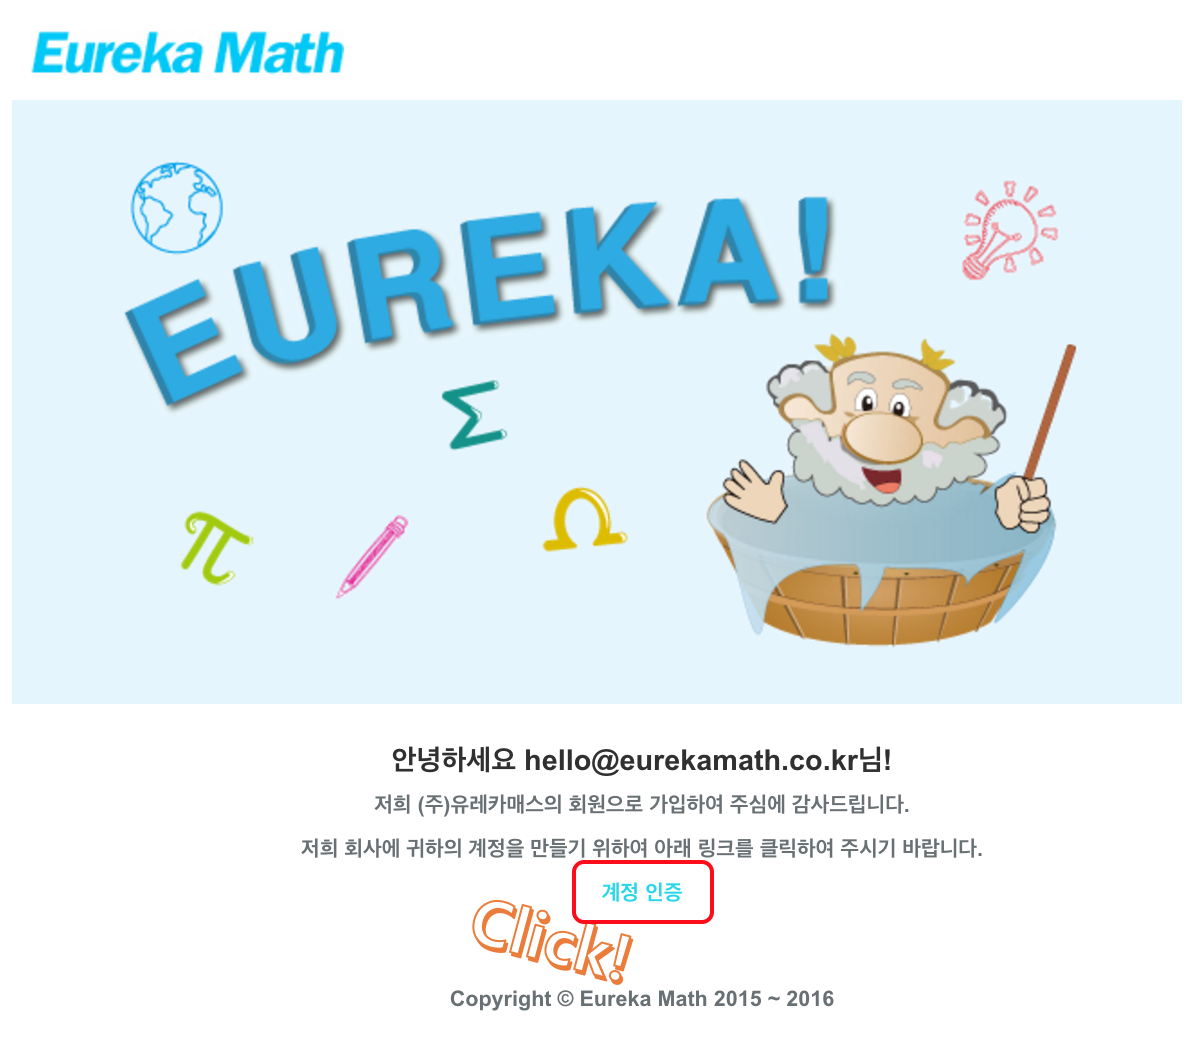 Eureka Math
EUREKA!
Σ
Ω
π
안녕하세요 hello@eurekamath.co.kr님!
저희 (주)유레카매스의 회원으로 가입하여 주심에 감사드립니다.
저희 회사에 귀하의 계정을 만들기 위하여 아래 링크를 클릭하여 주시기 바랍니다.
계정 인증
Click!
Copyright © Eureka Math 2015 ~ 2016